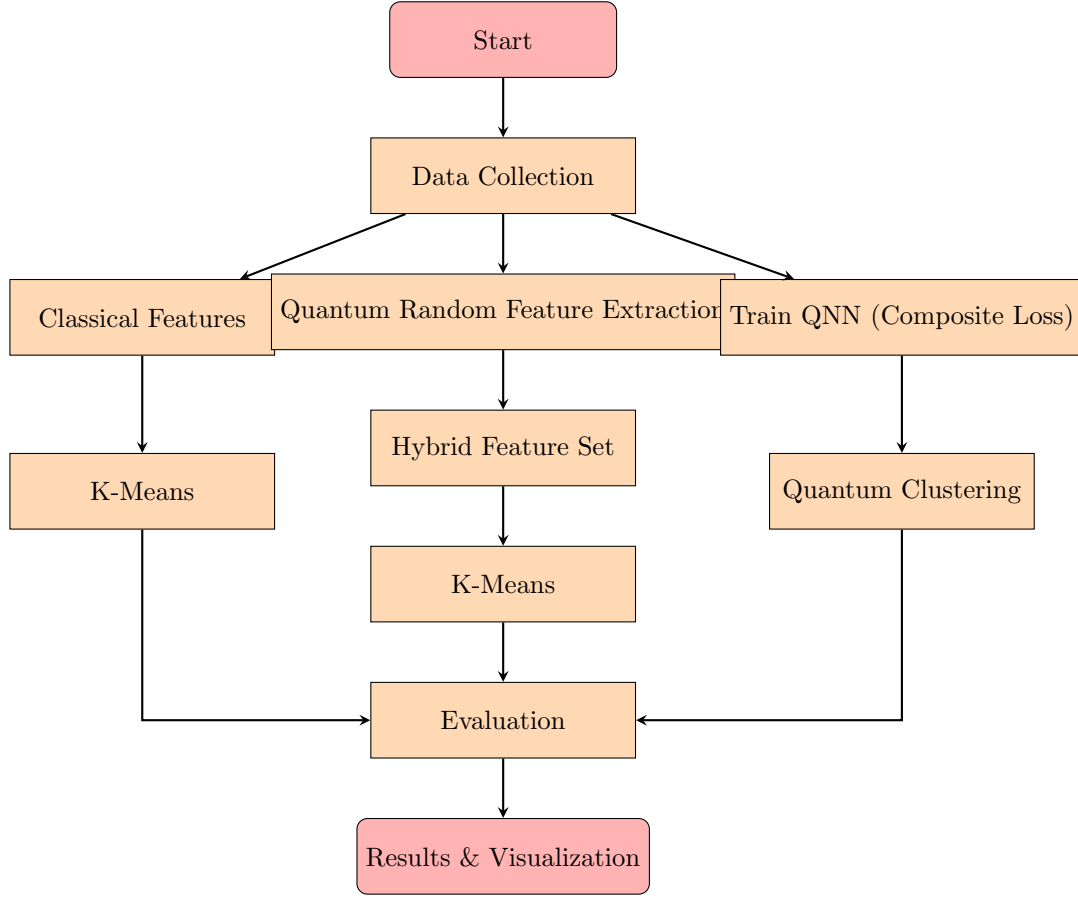 Start
Data Collection
Classical Features
Quantum Random Feature Extraction
Train QNN (Composite Loss)
Hybrid Feature Set
K-Means
Quantum Clustering
K-Means
Evaluation
Results & Visualization